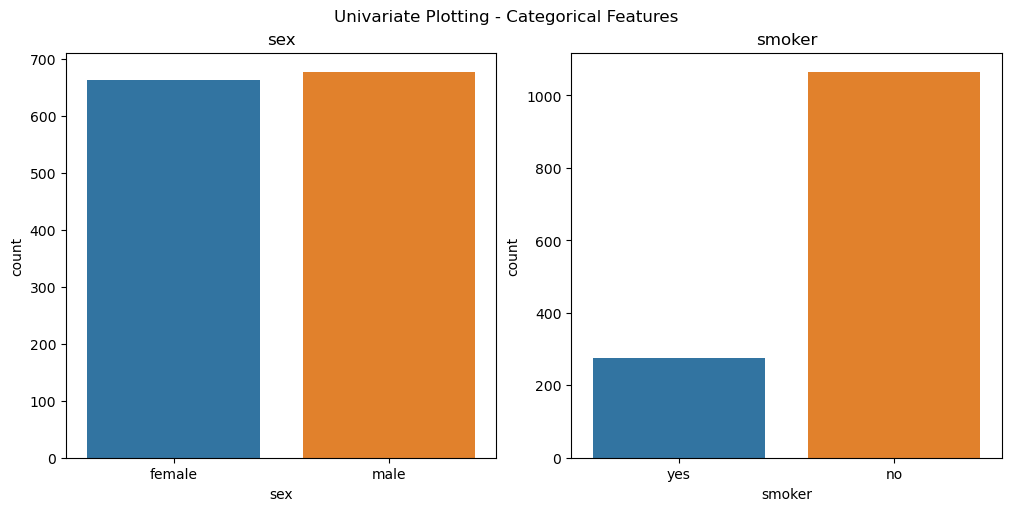 Univariate Plotting - Categorical Features
sex
700
600
500
400
300
200
100
0
count
female
male
sex
smoker
1000
800
600
400
200
0
count
yes
no
smoker